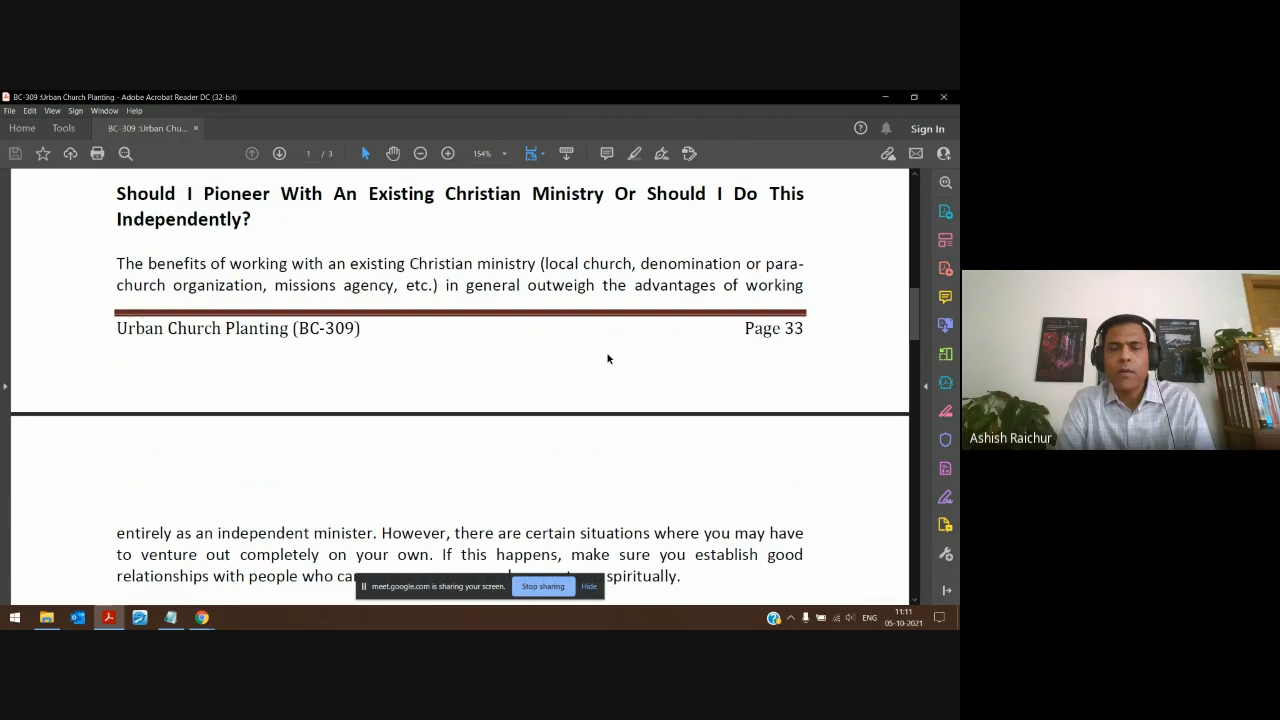 BC-309 :Urban Church Planting - Adobe Acrobat Reader DC (32-bit)
File Edit View Sign Window Help
Home Tools BC-309 :Urban Chu... × Sign In
1 / 3 154%
Should I Pioneer With An Existing Christian Ministry Or Should I Do This
Independently?
The benefits of working with an existing Christian ministry (local church, denomination or para-
church organization, missions agency, etc.) in general outweigh the advantages of working
Urban Church Planting (BC-309) Page 33
Ashish Raichur
entirely as an independent minister. However, there are certain situations where you may have
to venture out completely on your own. If this happens, make sure you establish good
relationships with people who can spiritually.
meet.google.com is sharing your screen. Stop sharing Hide
ENG 11:11
05-10-2021